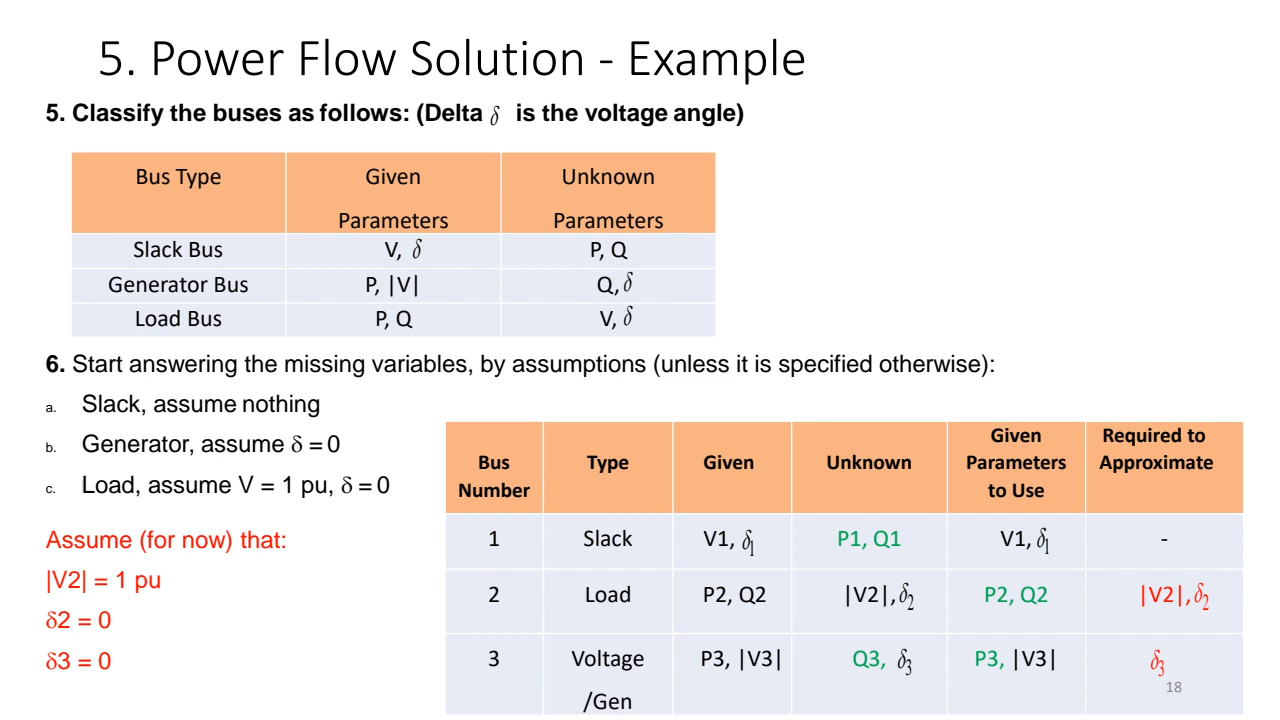 5. Power Flow Solution - Example
5. Classify the buses as follows: (Delta δ is the voltage angle)
Bus Type Given Parameters Unknown Parameters
Slack Bus V, δ P, Q
Generator Bus P, |V| Q, δ
Load Bus P, Q V, δ
6. Start answering the missing variables, by assumptions (unless it is specified otherwise):
a. Slack, assume nothing
b. Generator, assume δ = 0
c. Load, assume V = 1 pu, δ = 0
Assume (for now) that:
|V2| = 1 pu
δ2 = 0
δ3 = 0
Bus Number Type Given Unknown Given Parameters to Use Required to Approximate
1 Slack V1, δ1 P1, Q1 V1, δ1 -
2 Load P2, Q2 |V2|, δ2 P2, Q2 |V2|, δ2
3 Voltage /Gen P3, |V3| Q3, δ3 P3, |V3| δ3
18